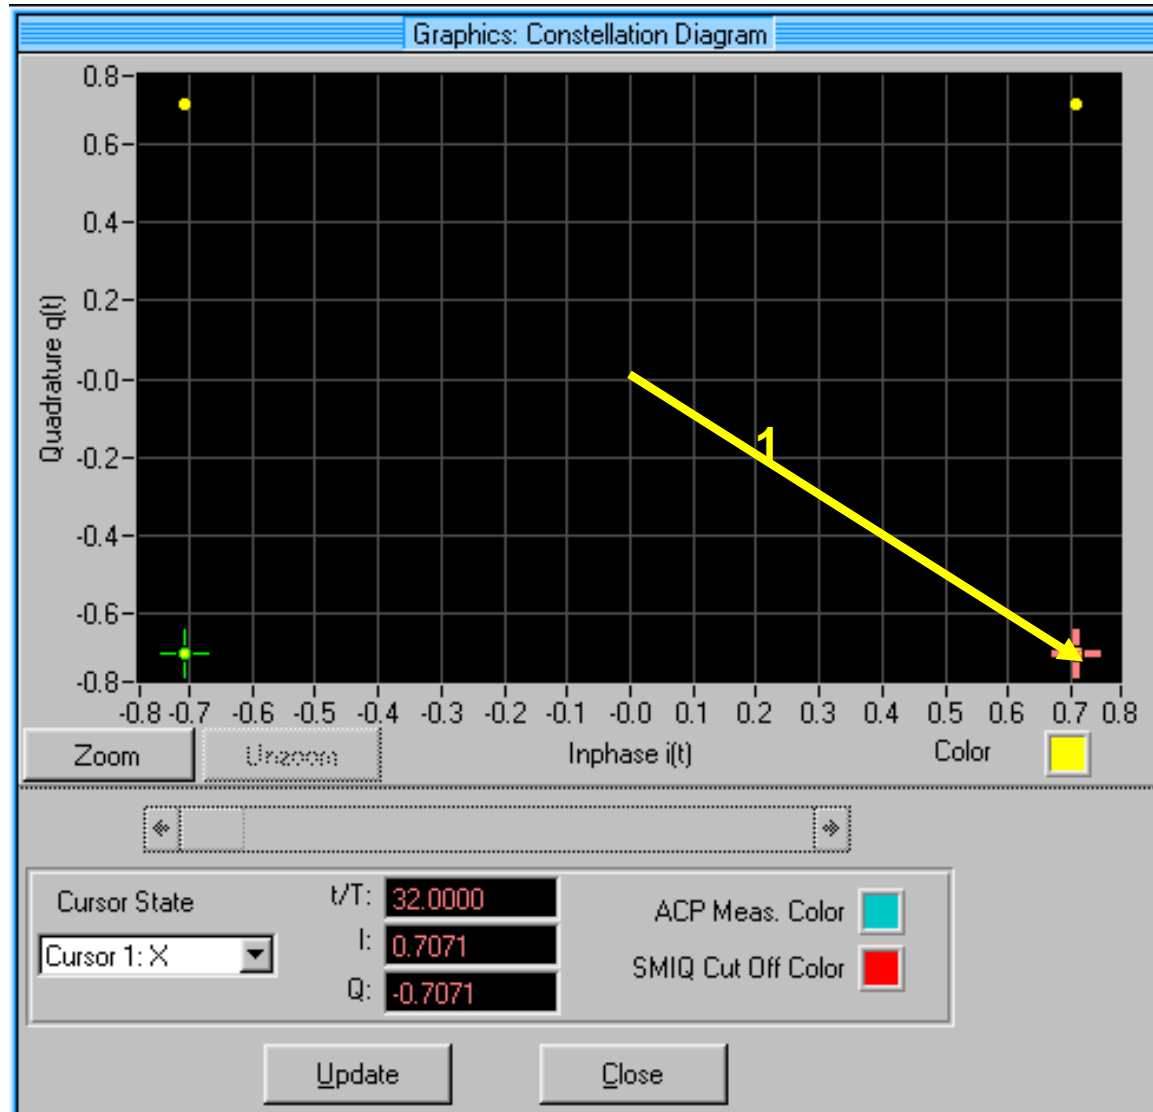 Graphics: Constellation Diagram
0.8
0.6
0.4
0.2
-0.0
-0.2
-0.4
-0.6
-0.8
Quadrature q(t)
1
-0.8 -0.7 -0.6 -0.5 -0.4 -0.3 -0.2 -0.1 -0.0 0.1 0.2 0.3 0.4 0.5 0.6 0.7 0.8
Zoom Unzoom Inphase i(t) Color
Cursor State t/T: 32.0000 ACP Meas. Color
Cursor 1: X I: 0.7071 SMIQ Cut Off Color
Q: -0.7071
Update Close